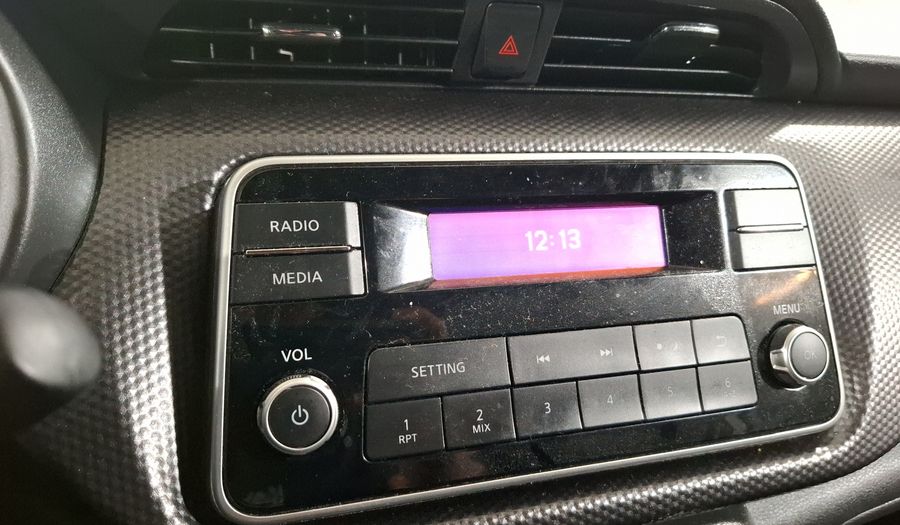 RADIO
12:13
MEDIA
MENU
VOL
SETTING
OK
1
RPT
2
MIX
3
4
5
6